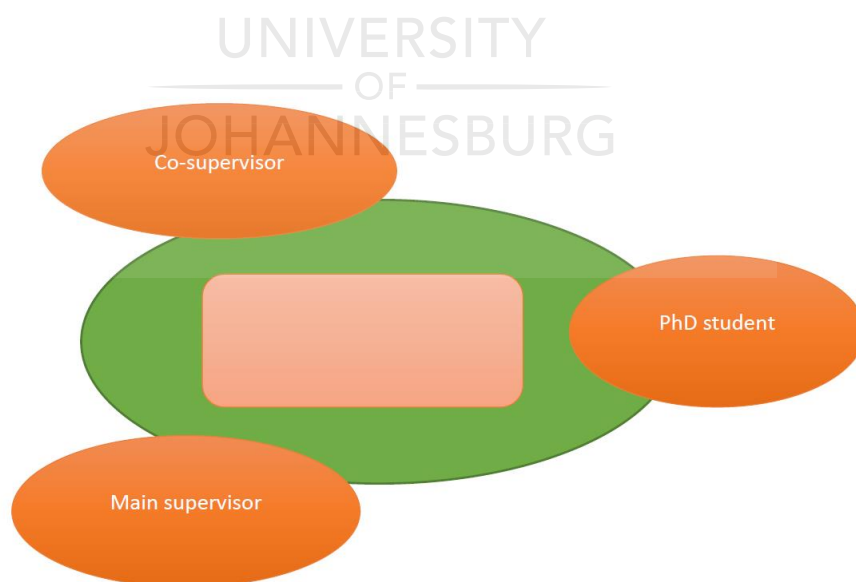 UNIVERSITY
OF
JOHANNESBURG
Co-supervisor
PhD student
Main supervisor